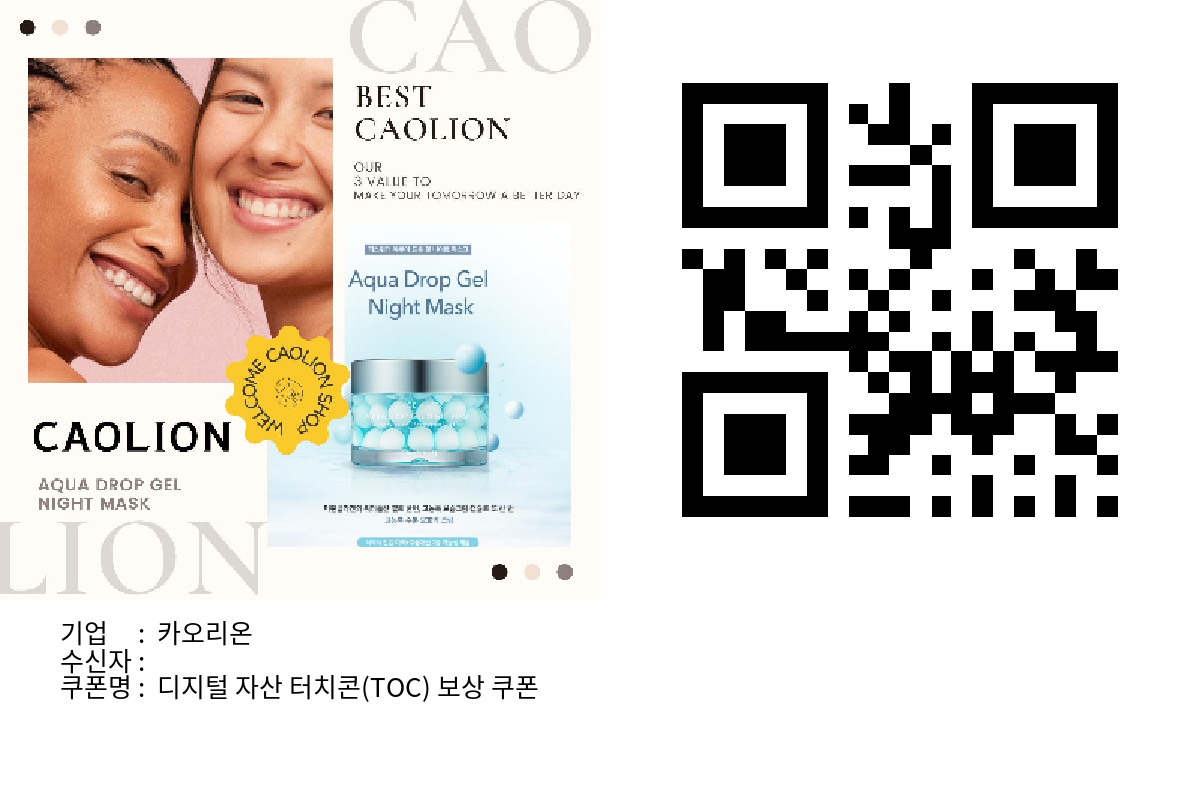 CAO
BEST
CAOLION
OUR
3 VALUE TO
MAKE YOUR TOMORROW A BETTER DAY
Aqua Drop Gel
Night Mask
WELCOME CAOLION SHOP
CAOLION
AQUA DROP GEL
NIGHT MASK
LION
기업 : 카오리온
수신자 :
쿠폰명 : 디지털 자산 터치콘(TOC) 보상 쿠폰